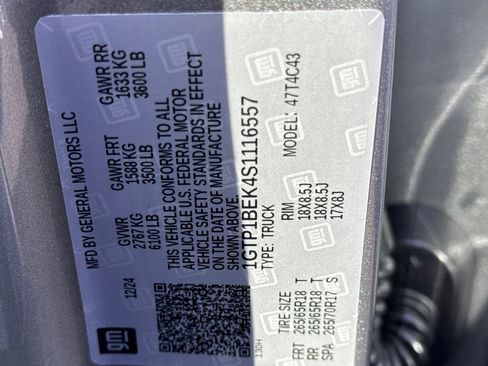 MFD BY GENERAL MOTORS LLC
12/24 GVWR GAWR FRT GAWR RR
2767 KG 1588 KG 1633 KG
6100 LB 3500 LB 3600 LB
THIS VEHICLE CONFORMS TO ALL
APPLICABLE U.S. FEDERAL MOTOR
VEHICLE SAFETY STANDARDS IN EFFECT
ON THE DATE OF MANUFACTURE
1GTP1BEK4S1116557
TYPE: TRUCK MODEL: 47T4C43
TIRE SIZE RIM
FRT 265/65R18 T 18X8.5J
RR 265/65R18 T 18X8.5J
SPA 265/70R17 S 17X8J
gm
130H